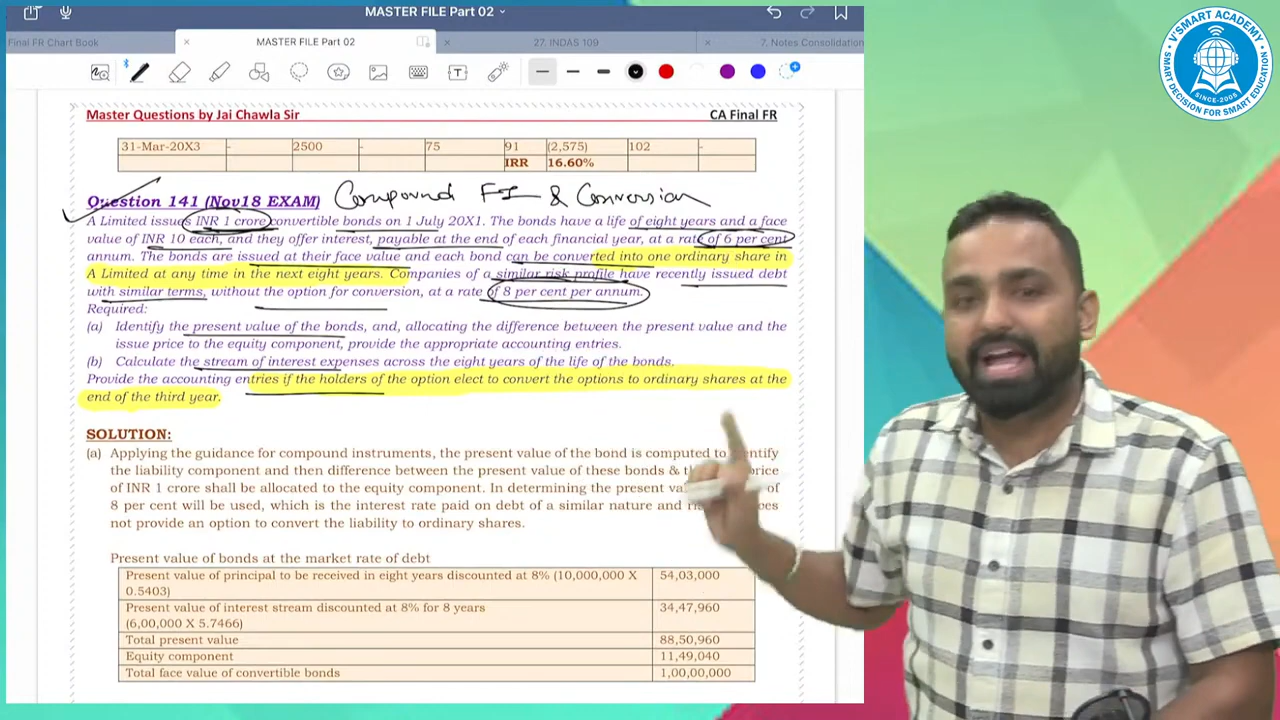 MASTER FILE Part 02
Final FR Chart Book
MASTER FILE Part 02
27. INDAS 109
7. Notes Consolidation
V'SMART ACADEMY
SMART DECISION FOR SMART EDUCATION
SINCE-2005
Master Questions by Jai Chawla Sir CA Final FR
31-Mar-20X3 - 2500 - 75 91 (2,575) 102 -
IRR 16.60%
Question 141 (Nov18 EXAM) Compound FI & Conversion
A Limited issues INR 1 crore convertible bonds on 1 July 20X1. The bonds have a life of eight years and a face
value of INR 10 each, and they offer interest, payable at the end of each financial year, at a rate of 6 per cent
annum. The bonds are issued at their face value and each bond can be converted into one ordinary share in
A Limited at any time in the next eight years. Companies of a similar risk profile have recently issued debt
with similar terms, without the option for conversion, at a rate of 8 per cent per annum.
Required:
(a) Identify the present value of the bonds, and, allocating the difference between the present value and the
issue price to the equity component, provide the appropriate accounting entries.
(b) Calculate the stream of interest expenses across the eight years of the life of the bonds.
Provide the accounting entries if the holders of the option elect to convert the options to ordinary shares at the
end of the third year.
SOLUTION:
(a) Applying the guidance for compound instruments, the present value of the bond is computed to identify
the liability component and then difference between the present value of these bonds & price
of INR 1 crore shall be allocated to the equity component. In determining the present of
8 per cent will be used, which is the interest rate paid on debt of a similar nature and
not provide an option to convert the liability to ordinary shares.
Present value of bonds at the market rate of debt
Present value of principal to be received in eight years discounted at 8% (10,000,000 X 54,03,000
0.5403)
Present value of interest stream discounted at 8% for 8 years 34,47,960
(6,00,000 X 5.7466)
Total present value 88,50,960
Equity component 11,49,040
Total face value of convertible bonds 1,00,00,000